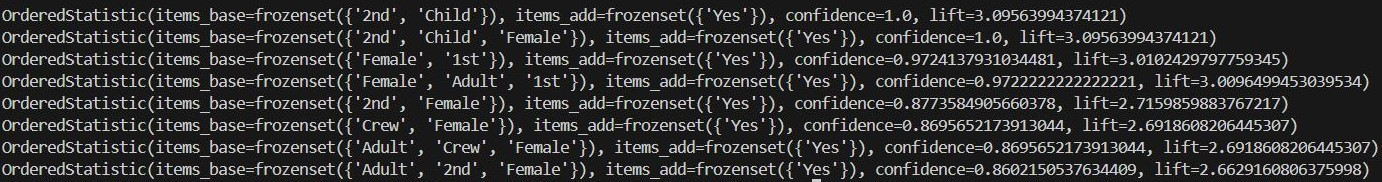 OrderedStatistic(items_base=frozenset({'2nd', 'Child'}), items_add=frozenset({'Yes'}), confidence=1.0, lift=3.09563994374121)
OrderedStatistic(items_base=frozenset({'2nd', 'Child', 'Female'}), items_add=frozenset({'Yes'}), confidence=1.0, lift=3.09563994374121)
OrderedStatistic(items_base=frozenset({'Female', '1st'}), items_add=frozenset({'Yes'}), confidence=0.9724137931034481, lift=3.0102429797759345)
OrderedStatistic(items_base=frozenset({'Female', 'Adult', '1st'}), items_add=frozenset({'Yes'}), confidence=0.9722222222222221, lift=3.0096499453039534)
OrderedStatistic(items_base=frozenset({'2nd', 'Female'}), items_add=frozenset({'Yes'}), confidence=0.8773584905660378, lift=2.7159859883767217)
OrderedStatistic(items_base=frozenset({'Crew', 'Female'}), items_add=frozenset({'Yes'}), confidence=0.8695652173913044, lift=2.6918608206445307)
OrderedStatistic(items_base=frozenset({'Adult', 'Crew', 'Female'}), items_add=frozenset({'Yes'}), confidence=0.8695652173913044, lift=2.6918608206445307)
OrderedStatistic(items_base=frozenset({'Adult', '2nd', 'Female'}), items_add=frozenset({'Yes'}), confidence=0.8602150537634409, lift=2.6629160806375998)